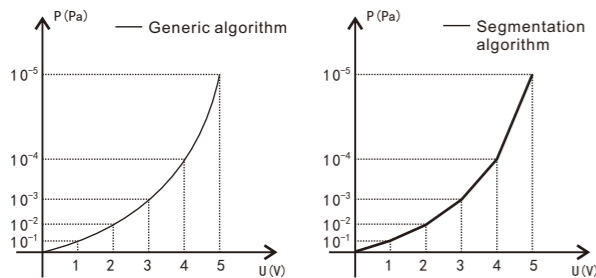 P (Pa)
Generic algorithm
10⁻⁵
10⁻⁴
10⁻³
10⁻²
10⁻¹
1 2 3 4 5
U(V)
P (Pa)
Segmentation
algorithm
10⁻⁵
10⁻⁴
10⁻³
10⁻²
10⁻¹
1 2 3 4 5
U(V)